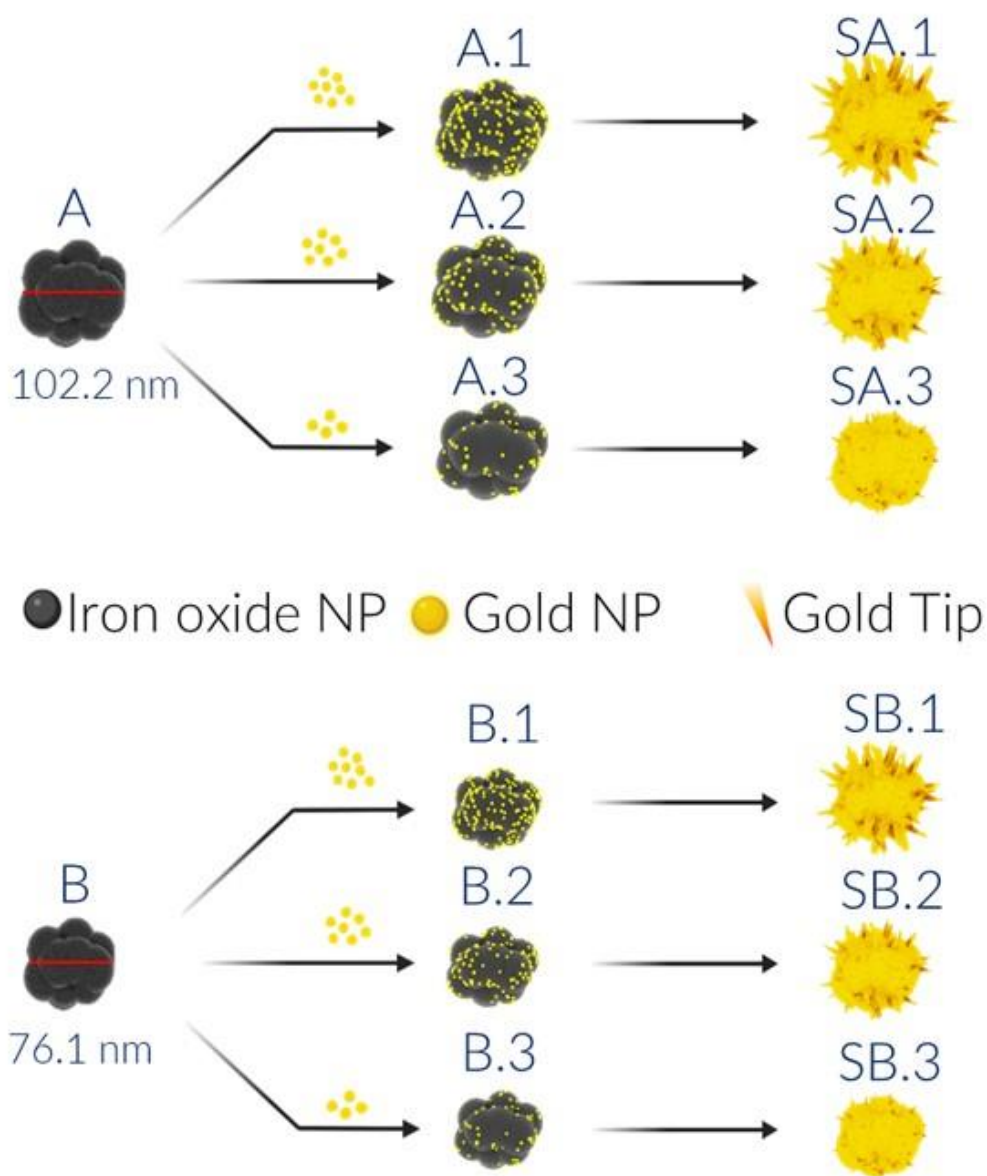 A.1
SA.1
A
A.2
SA.2
102.2 nm
A.3
SA.3
Iron oxide NP
Gold NP
Gold Tip
B.1
SB.1
B
B.2
SB.2
76.1 nm
B.3
SB.3